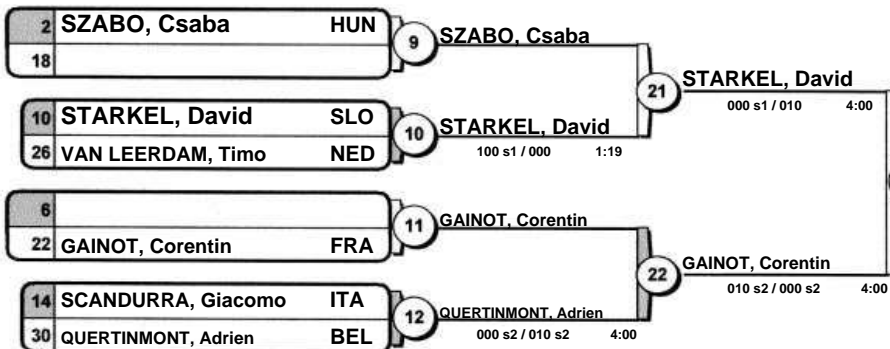 2 SZABO, Csaba HUN
18
9
SZABO, Csaba
10 STARKEL, David SLO
26 VAN LEERDAM, Timo NED
10
STARKEL, David
100 s1 / 000 1:19
21
STARKEL, David
000 s1 / 010 4:00
6
22 GAINOT, Corentin FRA
11
GAINOT, Corentin
14 SCANDURRA, Giacomo ITA
30 QUERTINMONT, Adrien BEL
12
QUERTINMONT, Adrien
000 s2 / 010 s2 4:00
22
GAINOT, Corentin
010 s2 / 000 s2 4:00